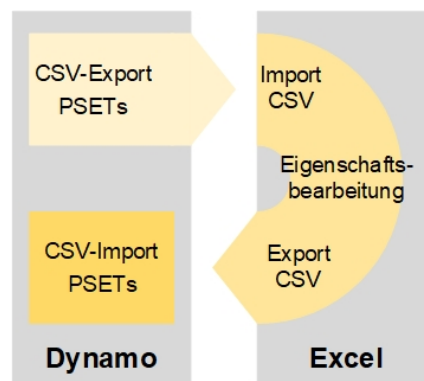 CSV-Export
PSETs
Import
CSV
Eigenschafts-
bearbeitung
Export
CSV
CSV-Import
PSETs
Dynamo
Excel